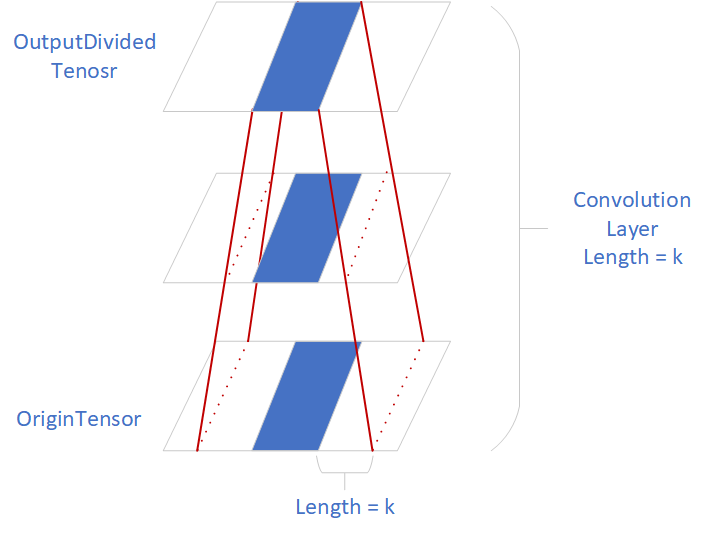 OutputDivided
Tenosr
Convolution
Layer
Length = k
OriginTensor
Length = k